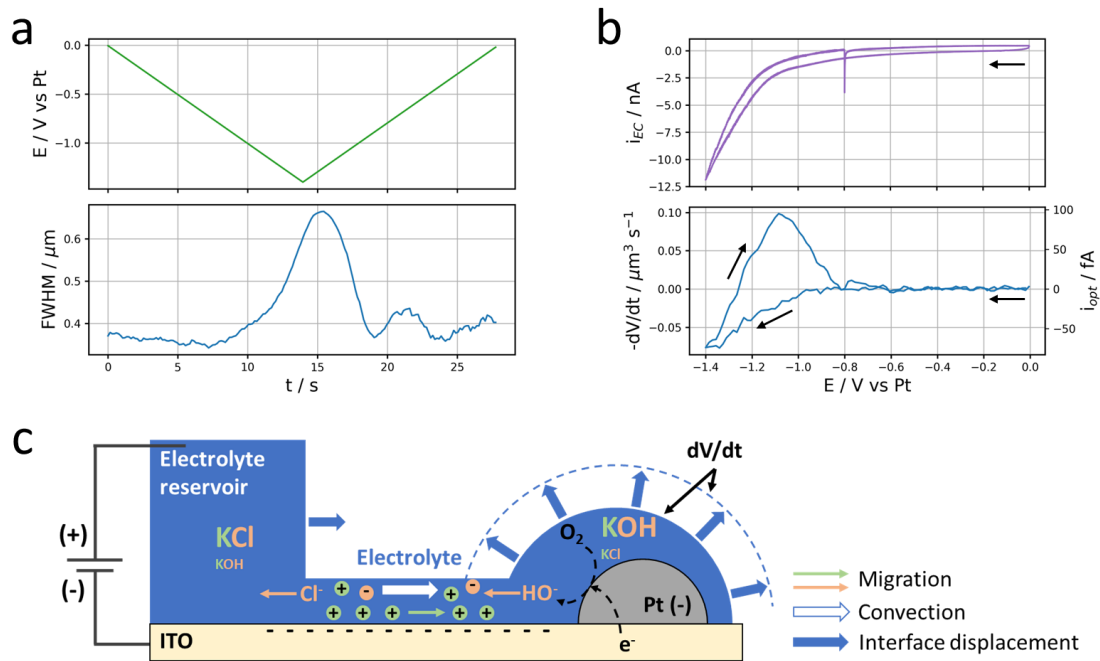 a
0.0
−0.5
−1.0
E / V vs Pt
0.6
0.5
0.4
FWHM / μm
0
5
10
15
20
25
t / s
b
0.0
−2.5
−5.0
−7.5
−10.0
−12.5
i_EC / nA
0.10
0.05
0.00
−0.05
-dV/dt / μm³ s⁻¹
100
50
0
−50
i_opt / fA
−1.4
−1.2
−1.0
−0.8
−0.6
−0.4
−0.2
0.0
E / V vs Pt
c
Electrolyte
reservoir
KCl
KOH
(+)
(-)
Electrolyte
Cl⁻
+
-
+
-
HO⁻
+ + + + +
- - - - - - - - - - - - - - - - -
ITO
dV/dt
O₂
KOH
KCl
Pt (-)
e⁻
Migration
Convection
Interface displacement